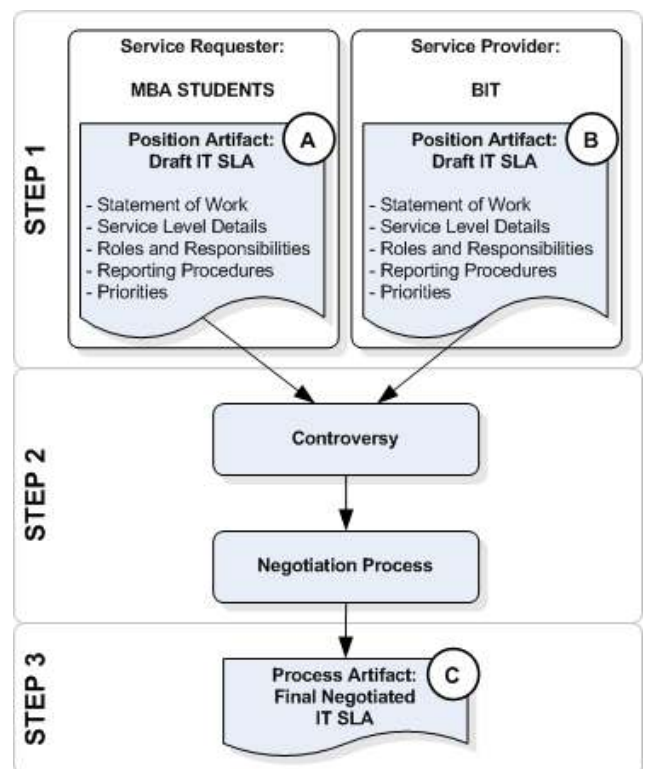 STEP 1
Service Requester:
MBA STUDENTS
Position Artifact:
Draft IT SLA
A
- Statement of Work
- Service Level Details
- Roles and Responsibilities
- Reporting Procedures
- Priorities
Service Provider:
BIT
Position Artifact:
Draft IT SLA
B
- Statement of Work
- Service Level Details
- Roles and Responsibilities
- Reporting Procedures
- Priorities
STEP 2
Controversy
Negotiation Process
STEP 3
Process Artifact:
Final Negotiated
IT SLA
C